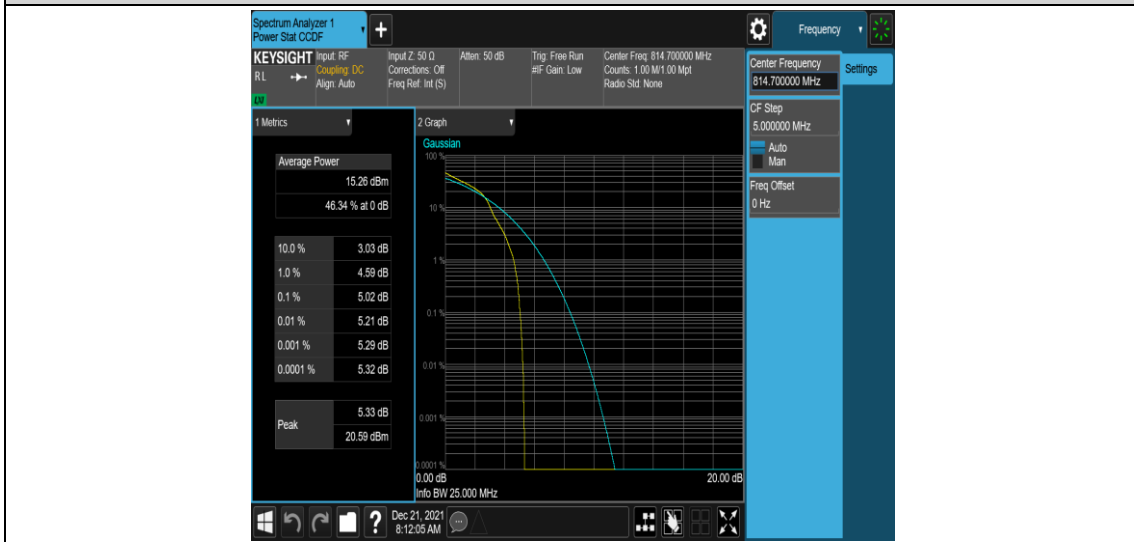 Spectrum Analyzer 1
Power Stat CCDF
Frequency
KEYSIGHT
RL
LXI
Input: RF
Coupling: DC
Align: Auto
Input Z: 50 Ω
Corrections: Off
Freq Ref: Int (S)
Atten: 50 dB
Trig: Free Run
#IF Gain: Low
Center Freq: 814.700000 MHz
Counts: 1.00 M/1.00 Mpt
Radio Std: None
Center Frequency
814.700000 MHz
Settings
CF Step
5.000000 MHz
Auto
Man
Freq Offset
0 Hz
1 Metrics
Average Power
15.26 dBm
46.34 % at 0 dB
10.0 % 3.03 dB
1.0 % 4.59 dB
0.1 % 5.02 dB
0.01 % 5.21 dB
0.001 % 5.29 dB
0.0001 % 5.32 dB
Peak
5.33 dB
20.59 dBm
2 Graph
Gaussian
100 %
10 %
1 %
0.1 %
0.01 %
0.001 %
0.0001 %
0.00 dB 20.00 dB
Info BW 25.000 MHz
Dec 21, 2021
8:12:05 AM